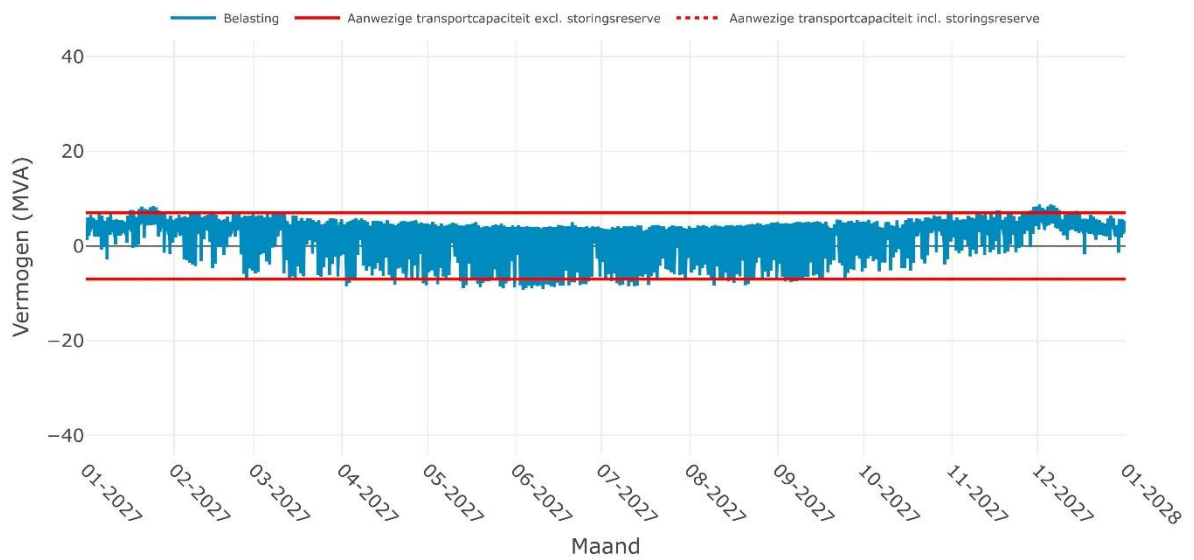 Belasting Aanwezige transportcapaciteit excl. storingsreserve Aanwezige transportcapaciteit incl. storingsreserve
40
20
0
−20
−40
Vermogen (MVA)
01-2027 02-2027 03-2027 04-2027 05-2027 06-2027 07-2027 08-2027 09-2027 10-2027 11-2027 12-2027 01-2028
Maand